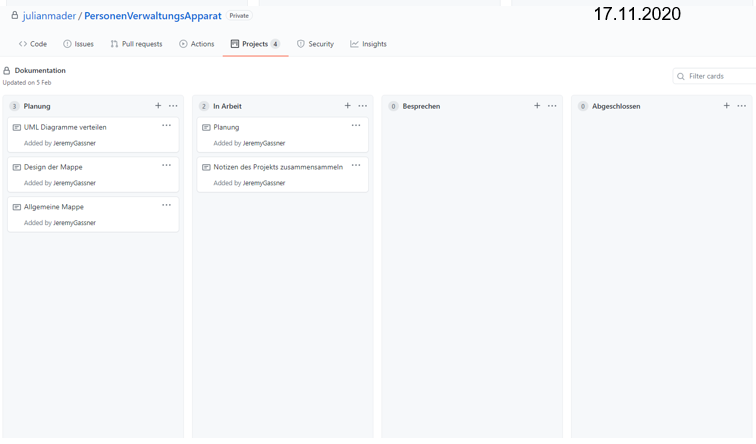 julianmader / PersonenVerwaltungsApparat Private
17.11.2020
Code Issues Pull requests Actions Projects 4 Security Insights
Dokumentation
Updated on 5 Feb
Filter cards
3 Planung
UML Diagramme verteilen
Added by JeremyGassner
Design der Mappe
Added by JeremyGassner
Allgemeine Mappe
Added by JeremyGassner
2 In Arbeit
Planung
Added by JeremyGassner
Notizen des Projekts zusammensammeln
Added by JeremyGassner
0 Besprechen
0 Abgeschlossen